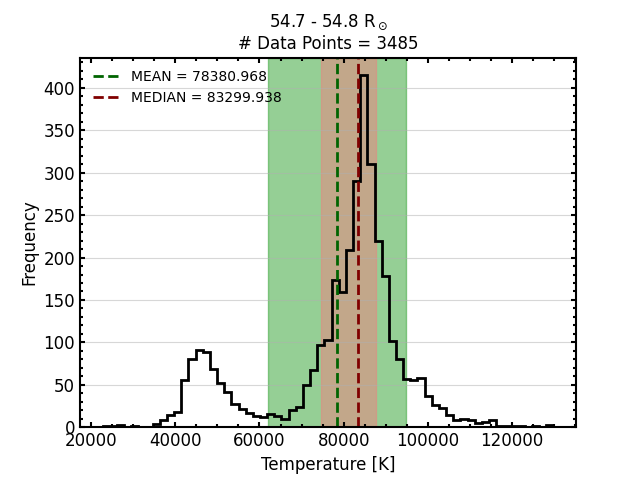 54.7 - 54.8 R⊙
# Data Points = 3485
MEAN = 78380.968
MEDIAN = 83299.938
Frequency
400
350
300
250
200
150
100
50
0
20000 40000 60000 80000 100000 120000
Temperature [K]